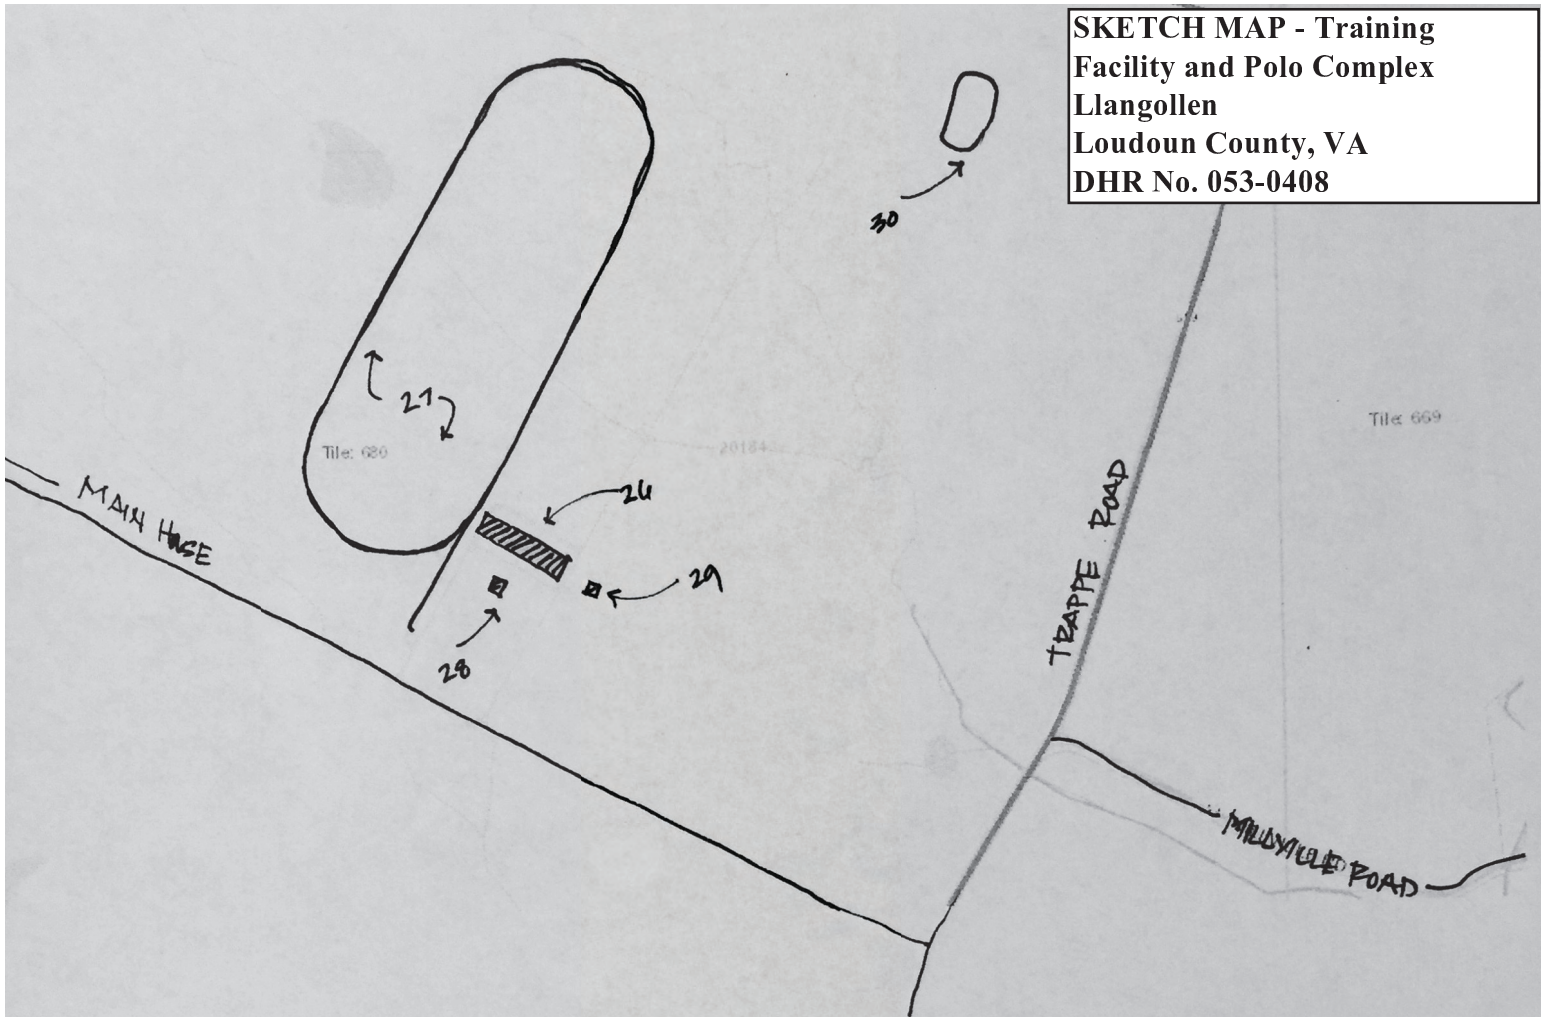 SKETCH MAP - Training
Facility and Polo Complex
Llangollen
Loudoun County, VA
DHR No. 053-0408
30
27
Tile: 680
20184
Tile: 669
MAIN HOUSE
26
29
28
TRAPPE ROAD
MILLVILLE ROAD